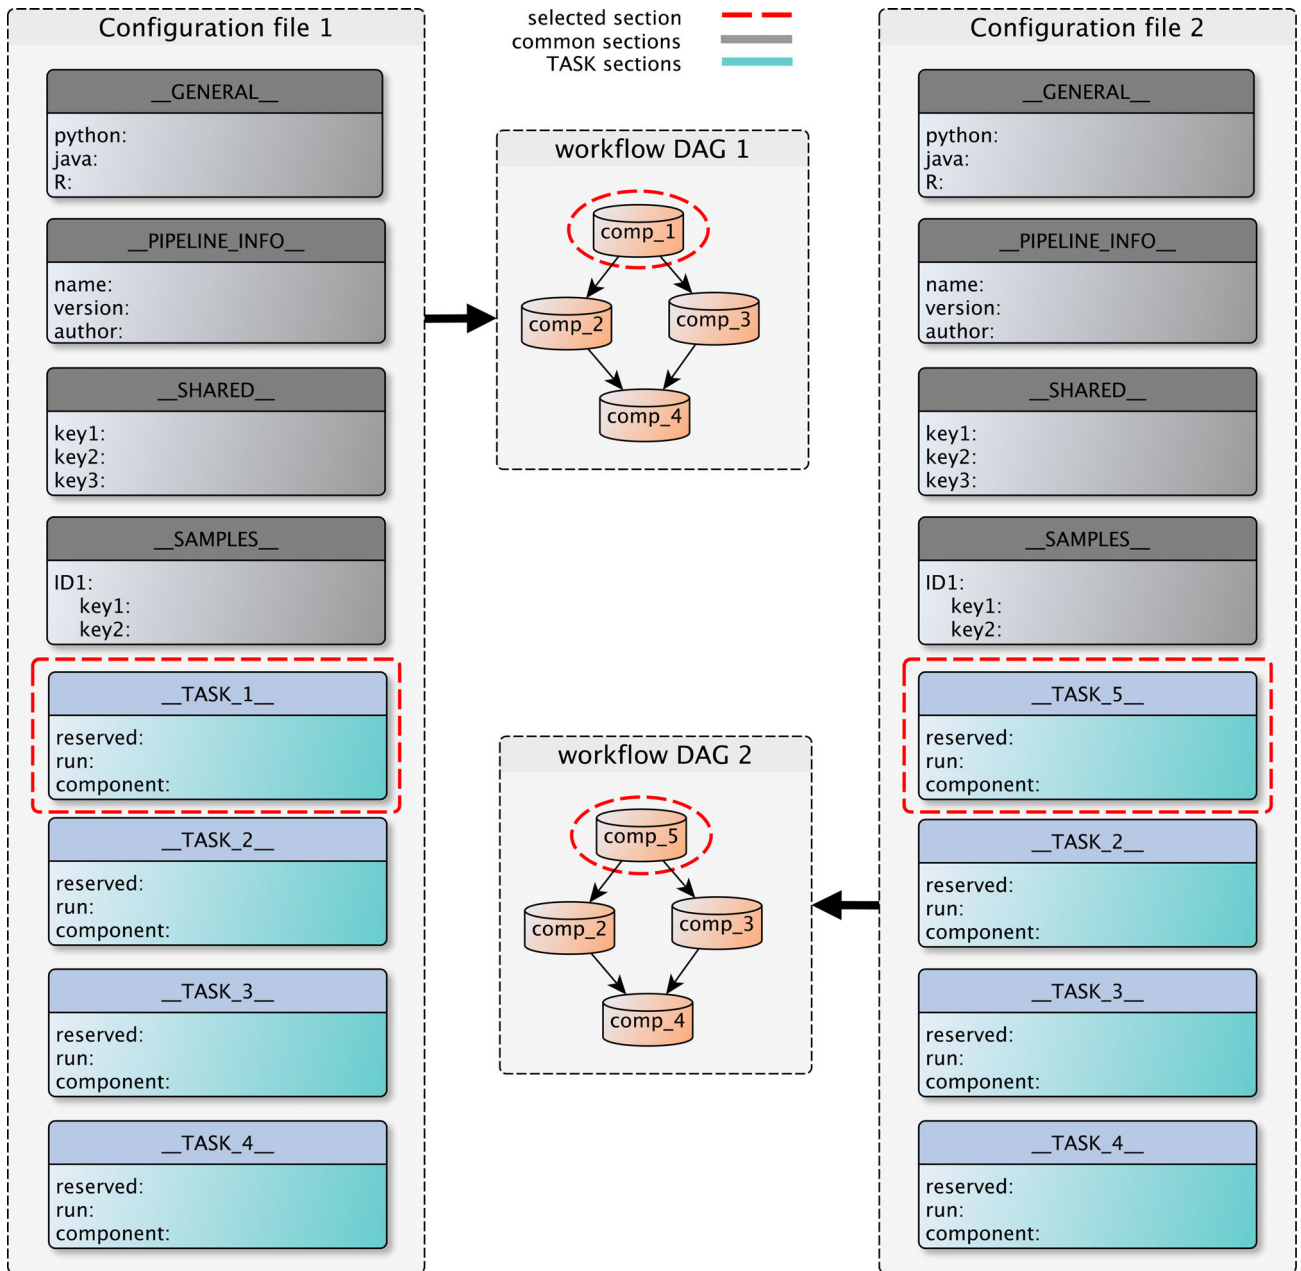 Configuration file 1
__GENERAL__
python:
java:
R:
__PIPELINE_INFO__
name:
version:
author:
__SHARED__
key1:
key2:
key3:
__SAMPLES__
ID1:
key1:
key2:
__TASK_1__
reserved:
run:
component:
__TASK_2__
reserved:
run:
component:
__TASK_3__
reserved:
run:
component:
__TASK_4__
reserved:
run:
component:
selected section
common sections
TASK sections
workflow DAG 1
comp_1
comp_2
comp_3
comp_4
workflow DAG 2
comp_5
comp_2
comp_3
comp_4
Configuration file 2
__GENERAL__
python:
java:
R:
__PIPELINE_INFO__
name:
version:
author:
__SHARED__
key1:
key2:
key3:
__SAMPLES__
ID1:
key1:
key2:
__TASK_5__
reserved:
run:
component:
__TASK_2__
reserved:
run:
component:
__TASK_3__
reserved:
run:
component:
__TASK_4__
reserved:
run:
component: